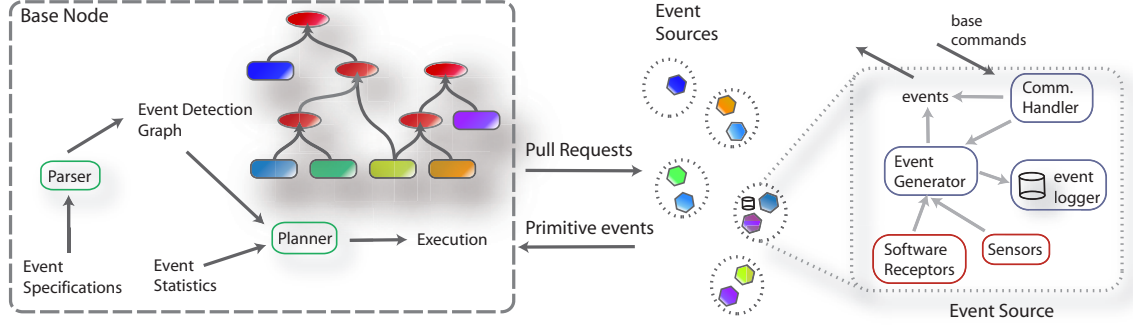 Base Node
Event Detection
Graph
Parser
Planner
Execution
Event
Specifications
Event
Statistics
Pull Requests
Primitive events
Event
Sources
base
commands
events
Comm.
Handler
Event
Generator
event
logger
Software
Receptors
Sensors
Event Source